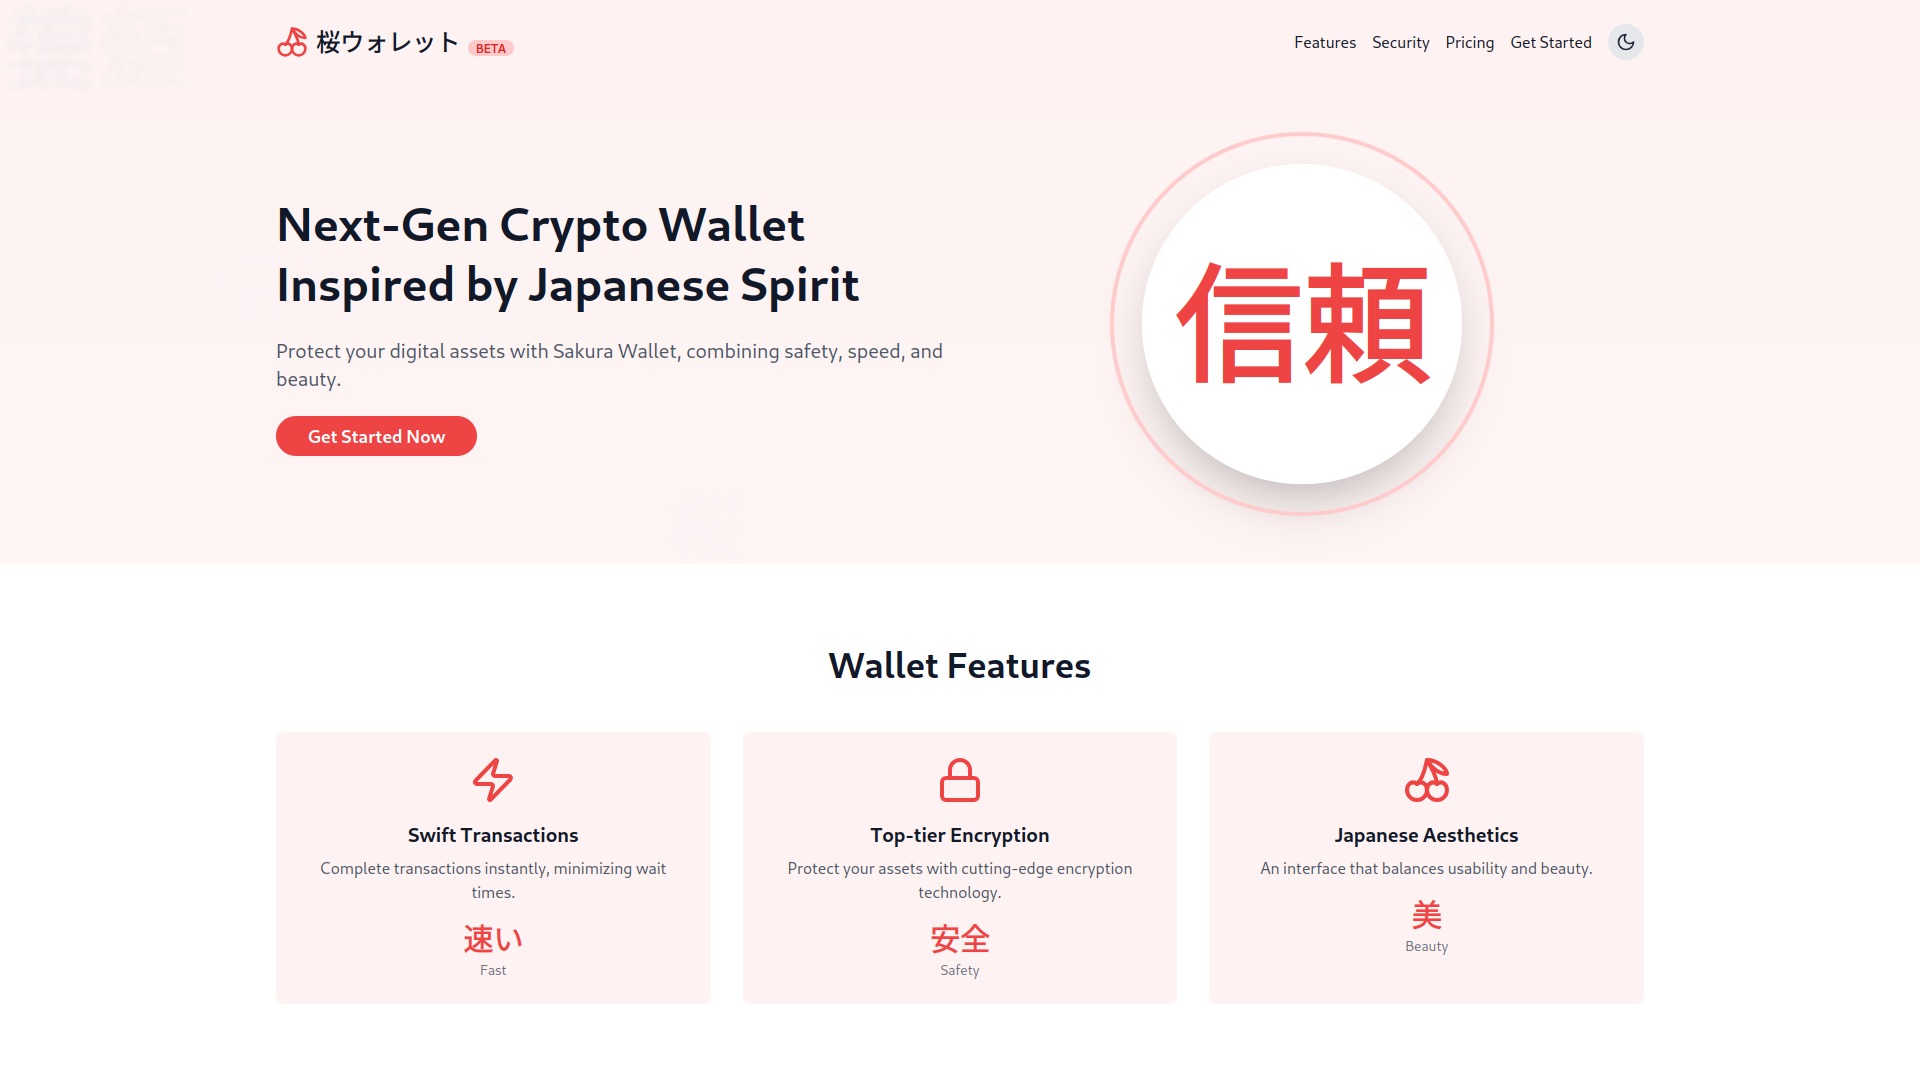 桜ウォレット BETA
Features Security Pricing Get Started
Next-Gen Crypto Wallet
Inspired by Japanese Spirit
Protect your digital assets with Sakura Wallet, combining safety, speed, and
beauty.
Get Started Now
信頼
Wallet Features
Swift Transactions
Complete transactions instantly, minimizing wait
times.
速い
Fast
Top-tier Encryption
Protect your assets with cutting-edge encryption
technology.
安全
Safety
Japanese Aesthetics
An interface that balances usability and beauty.
美
Beauty